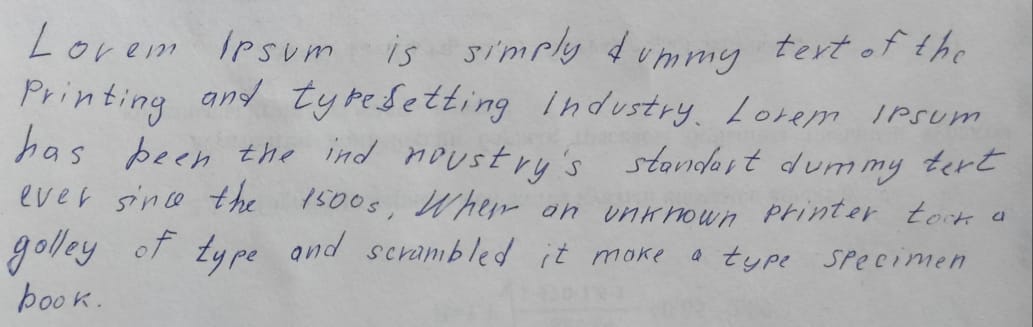 Lorem Ipsum is simply dummy text of the
Printing and typesetting industry. Lorem Ipsum
has been the ind noustry's standart dummy text
ever since the 1500s, When an unknown printer took a
golley of type and scrambled it make a type specimen
book.